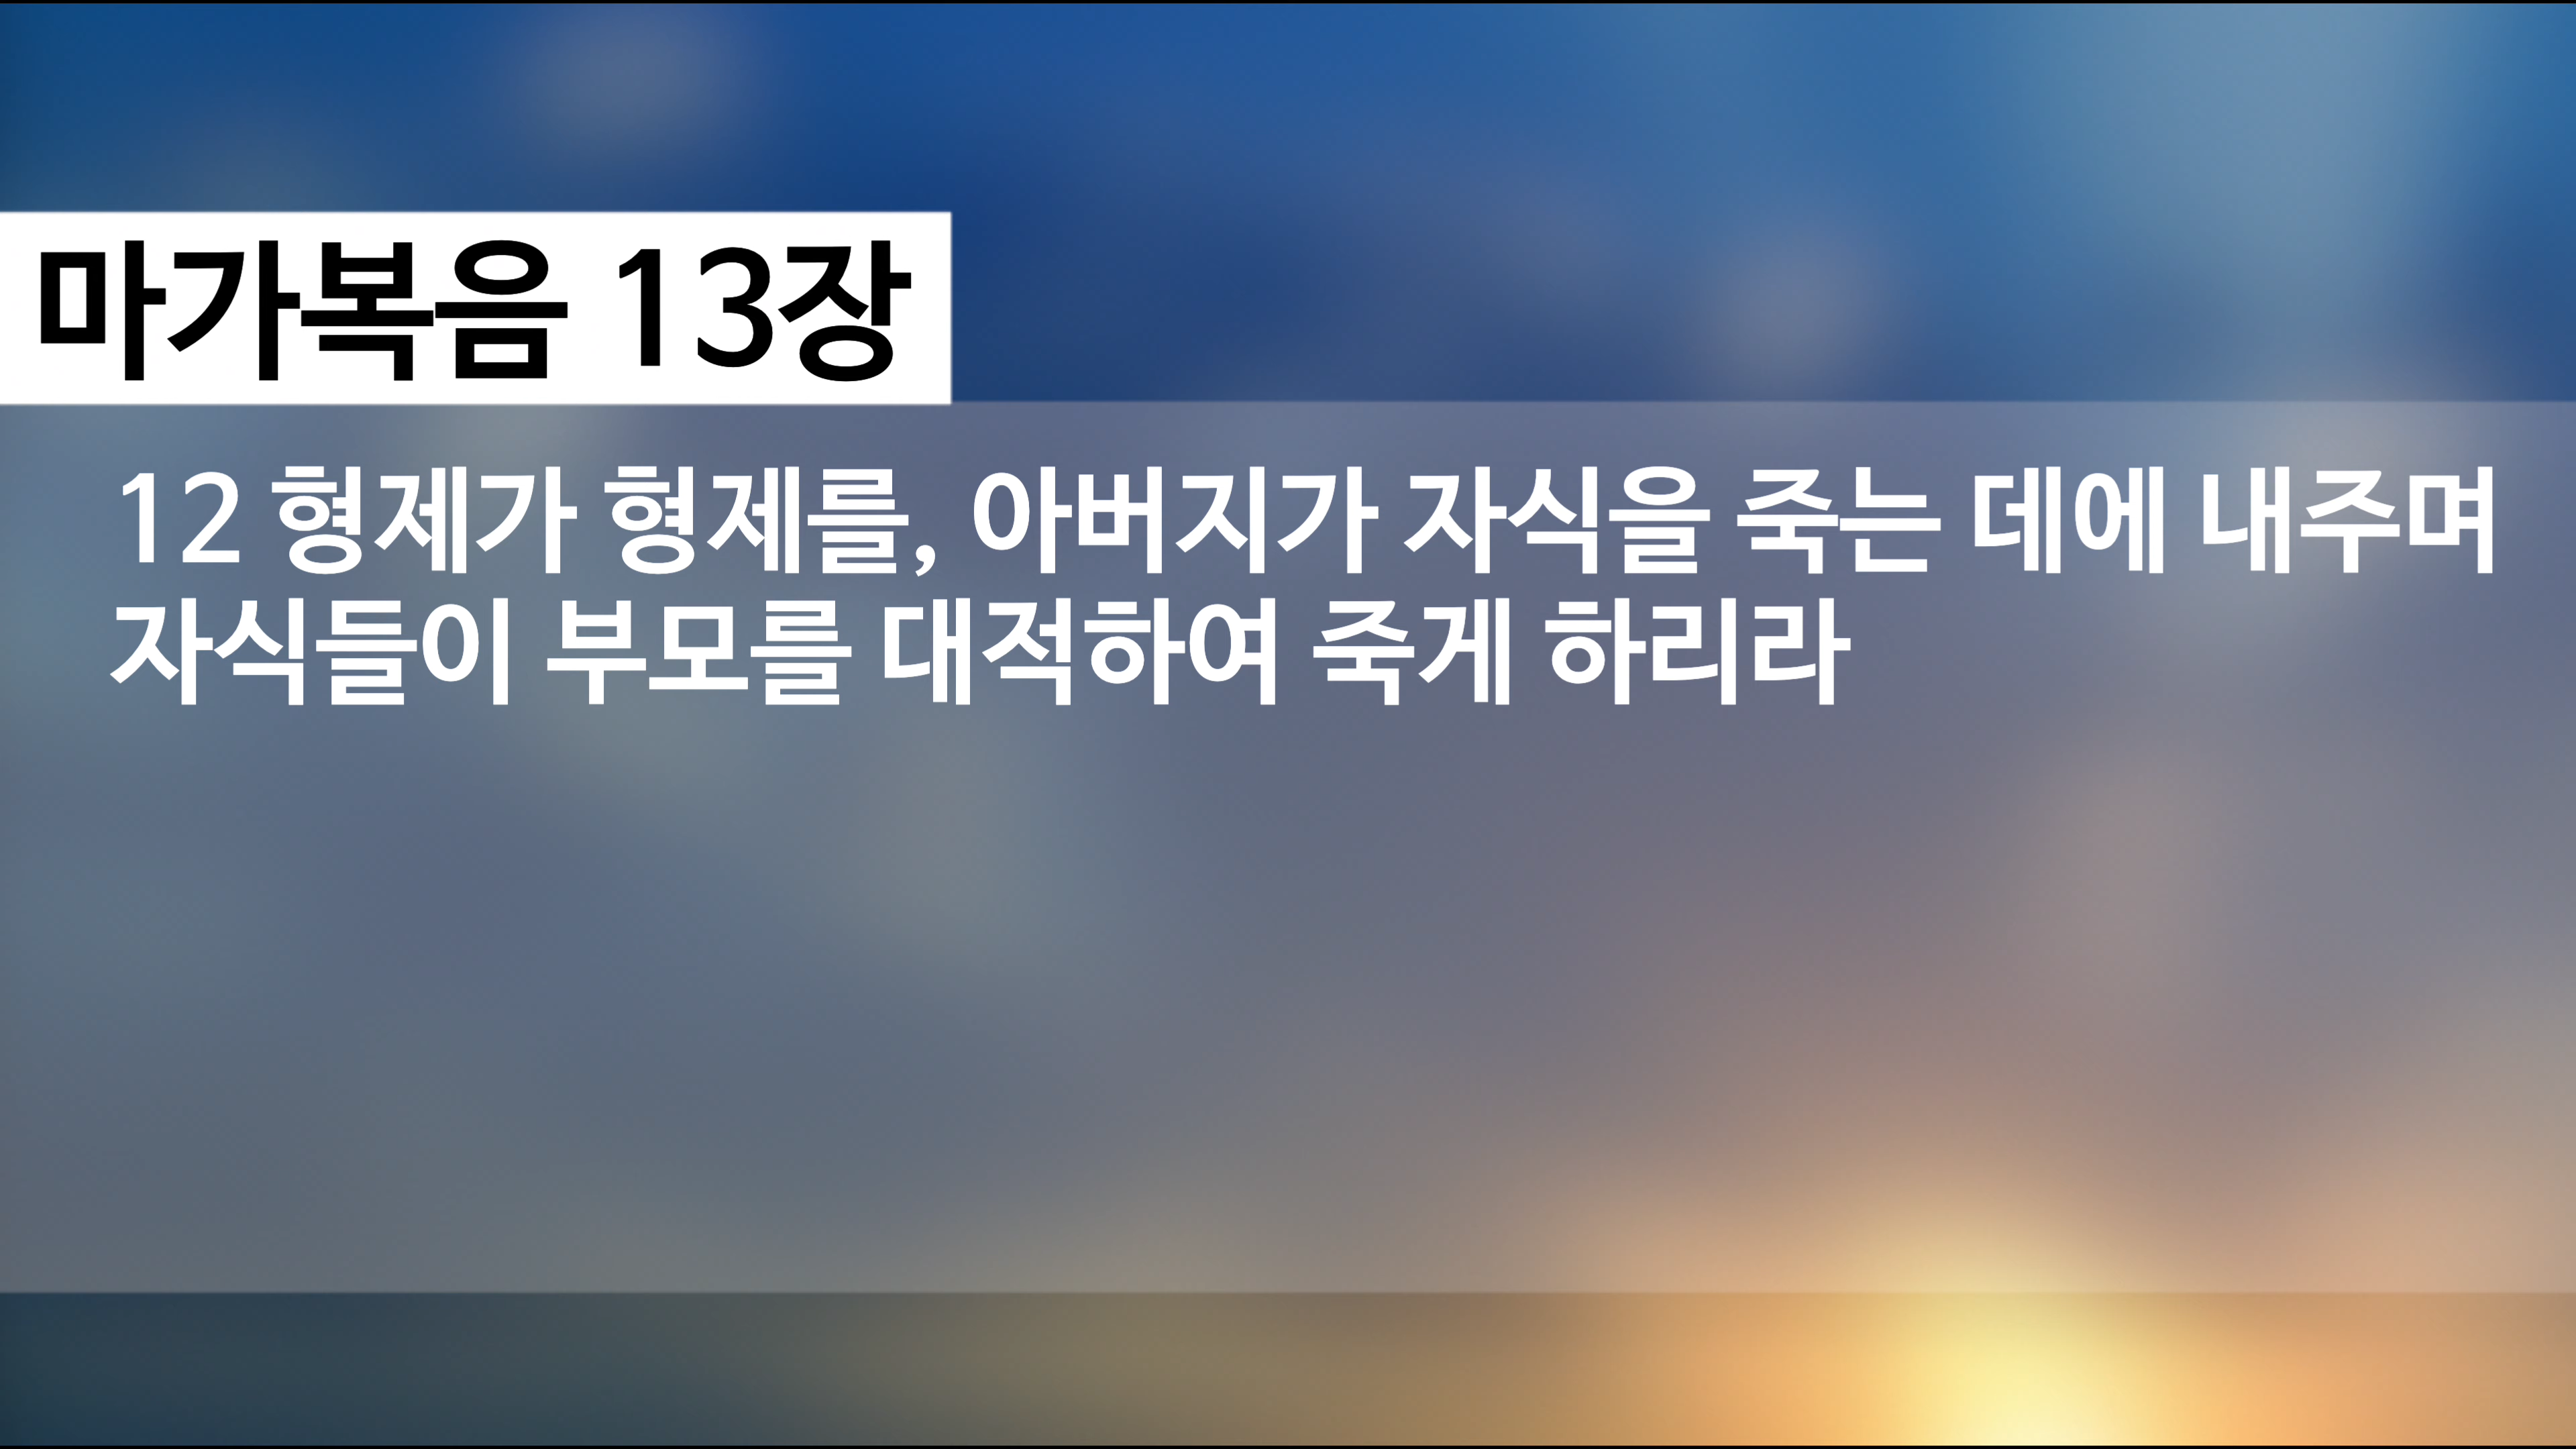 마가복음 13장
12 형제가 형제를, 아버지가 자식을 죽는 데에 내주며
자식들이 부모를 대적하여 죽게 하리라